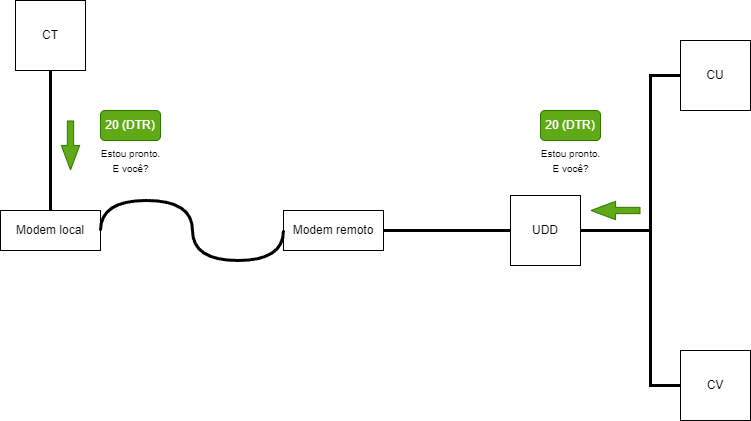 CT
20 (DTR)
Estou pronto.
E você?
Modem local
Modem remoto
20 (DTR)
Estou pronto.
E você?
UDD
CU
CV